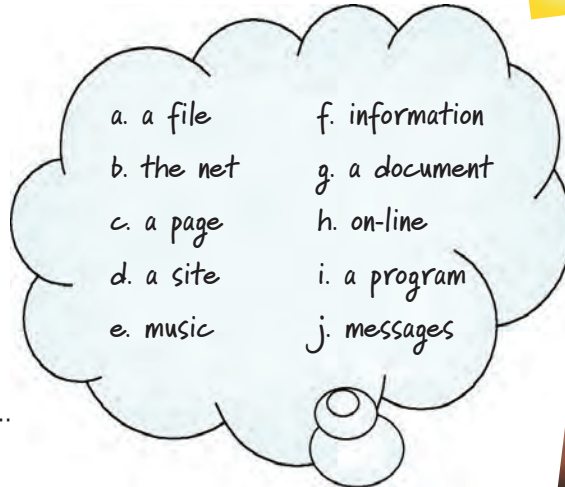 a. a file
b. the net
c. a page
d. a site
e. music
f. information
g. a document
h. on-line
i. a program
j. messages
..